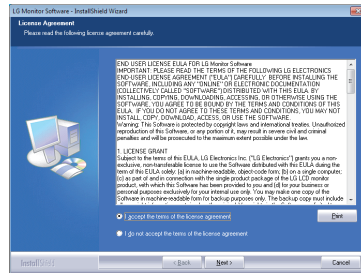 LG Monitor Software - InstallShield Wizard
License Agreement
Please read the following license agreement carefully.
END USER LICENSE EULA FOR LG Monitor Software
IMPORTANT: PLEASE READ THE TERMS OF THE FOLLOWING LG ELECTRONICS
END-USER LICENSE AGREEMENT ("EULA") CAREFULLY BEFORE INSTALLING THE
SOFTWARE, INCLUDING ANY "ONLINE" OR ELECTRONIC DOCUMENTATION
(COLLECTIVELY CALLED "SOFTWARE") DISTRIBUTED WITH THIS EULA. BY
INSTALLING, COPYING, DOWNLOADING, ACCESSING, OR OTHERWISE USING THE
SOFTWARE, YOU AGREE TO BE BOUND BY THE TERMS AND CONDITIONS OF THIS
EULA. IF YOU DO NOT AGREE TO THESE TERMS AND CONDITIONS, YOU MAY NOT
INSTALL, COPY, DOWNLOAD, ACCESS, OR USE THE SOFTWARE.
Warning: This Software is protected by copyright laws and international treaties. Unauthorized
reproduction of this Software, or any portion of it, may result in severe civil and criminal
penalties and will be prosecuted to the maximum extent possible under the law.
1. LICENSE GRANT
Subject to the terms of this EULA, LG Electronics Inc. ("LG Electronics") grants you a non-
exclusive, non-transferable license to use the Software distributed with this EULA during the
term of this EULA solely: (a) in machine-readable, object-code form; (b) on a single computer;
(c) as part of and in connection with the single product package of the LG LCD monitor
product, with which this Software has been provided to you and (d) for your business or
personal purposes exclusively for your internal use only. You may make one copy of the
Software in machine-readable form for backup purposes only. The backup copy must include
I accept the terms of the license agreement
Print
I do not accept the terms of the license agreement
InstallShield
< Back
Next >
Cancel